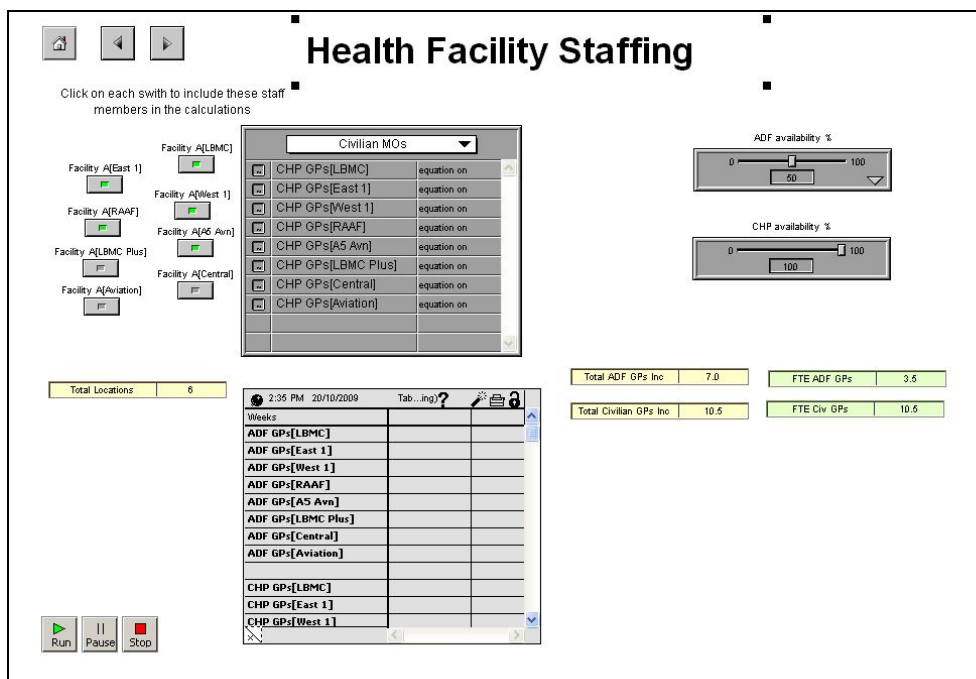 Health Facility Staffing
Click on each swith to include these staff
members in the calculations
Facility A[LBMC]
Facility A[East 1]
Facility A[West 1]
Facility A[RAAF]
Facility A[A5 Avn]
Facility A[LBMC Plus]
Facility A[Central]
Facility A[Aviation]
Civilian MOs
CHP GPs[LBMC] equation on
CHP GPs[East 1] equation on
CHP GPs[West 1] equation on
CHP GPs[RAAF] equation on
CHP GPs[A5 Avn] equation on
CHP GPs[LBMC Plus] equation on
CHP GPs[Central] equation on
CHP GPs[Aviation] equation on
ADF availability %
0 100
50
CHP availability %
0 100
100
Total Locations 6
Total ADF GPs Inc 7.0
FTE ADF GPs 3.5
Total Civilian GPs Inc 10.5
FTE Civ GPs 10.5
2:35 PM 20/10/2009 Tab...ing)?
Weeks
ADF GPs[LBMC]
ADF GPs[East 1]
ADF GPs[West 1]
ADF GPs[RAAF]
ADF GPs[A5 Avn]
ADF GPs[LBMC Plus]
ADF GPs[Central]
ADF GPs[Aviation]
CHP GPs[LBMC]
CHP GPs[East 1]
CHP GPs[West 1]
Run Pause Stop